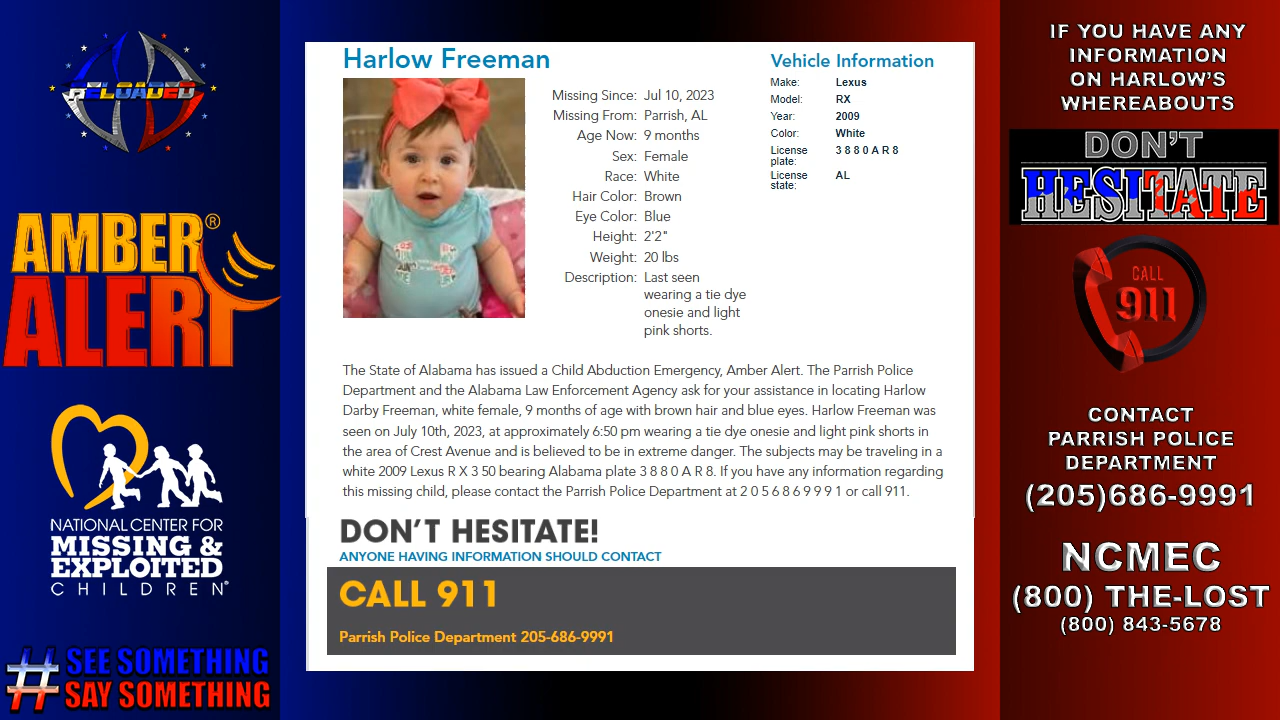 RELOADED
AMBER
ALERT®
NATIONAL CENTER FOR
MISSING &
EXPLOITED
CHILDREN®
# SEE SOMETHING
SAY SOMETHING
Harlow Freeman
Missing Since: Jul 10, 2023
Missing From: Parrish, AL
Age Now: 9 months
Sex: Female
Race: White
Hair Color: Brown
Eye Color: Blue
Height: 2'2"
Weight: 20 lbs
Description: Last seen
wearing a tie dye
onesie and light
pink shorts.
Vehicle Information
Make: Lexus
Model: RX
Year: 2009
Color: White
License plate: 3 8 8 0 A R 8
License state: AL
The State of Alabama has issued a Child Abduction Emergency, Amber Alert. The Parrish Police
Department and the Alabama Law Enforcement Agency ask for your assistance in locating Harlow
Darby Freeman, white female, 9 months of age with brown hair and blue eyes. Harlow Freeman was
seen on July 10th, 2023, at approximately 6:50 pm wearing a tie dye onesie and light pink shorts in
the area of Crest Avenue and is believed to be in extreme danger. The subjects may be traveling in a
white 2009 Lexus R X 3 50 bearing Alabama plate 3 8 8 0 A R 8. If you have any information regarding
this missing child, please contact the Parrish Police Department at 2 0 5 6 8 6 9 9 9 1 or call 911.
DON'T HESITATE!
ANYONE HAVING INFORMATION SHOULD CONTACT
CALL 911
Parrish Police Department 205-686-9991
IF YOU HAVE ANY
INFORMATION
ON HARLOW'S
WHEREABOUTS
DON'T
HESITATE
CALL
911
CONTACT
PARRISH POLICE
DEPARTMENT
(205)686-9991
NCMEC
(800) THE-LOST
(800) 843-5678